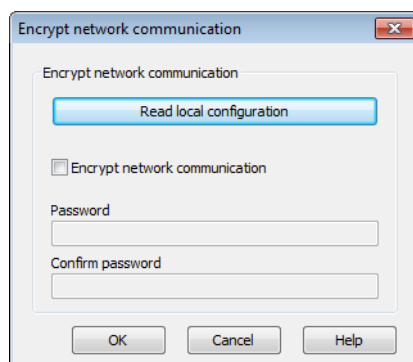 Encrypt network communication
Encrypt network communication
Read local configuration
Encrypt network communication
Password
Confirm password
OK Cancel Help